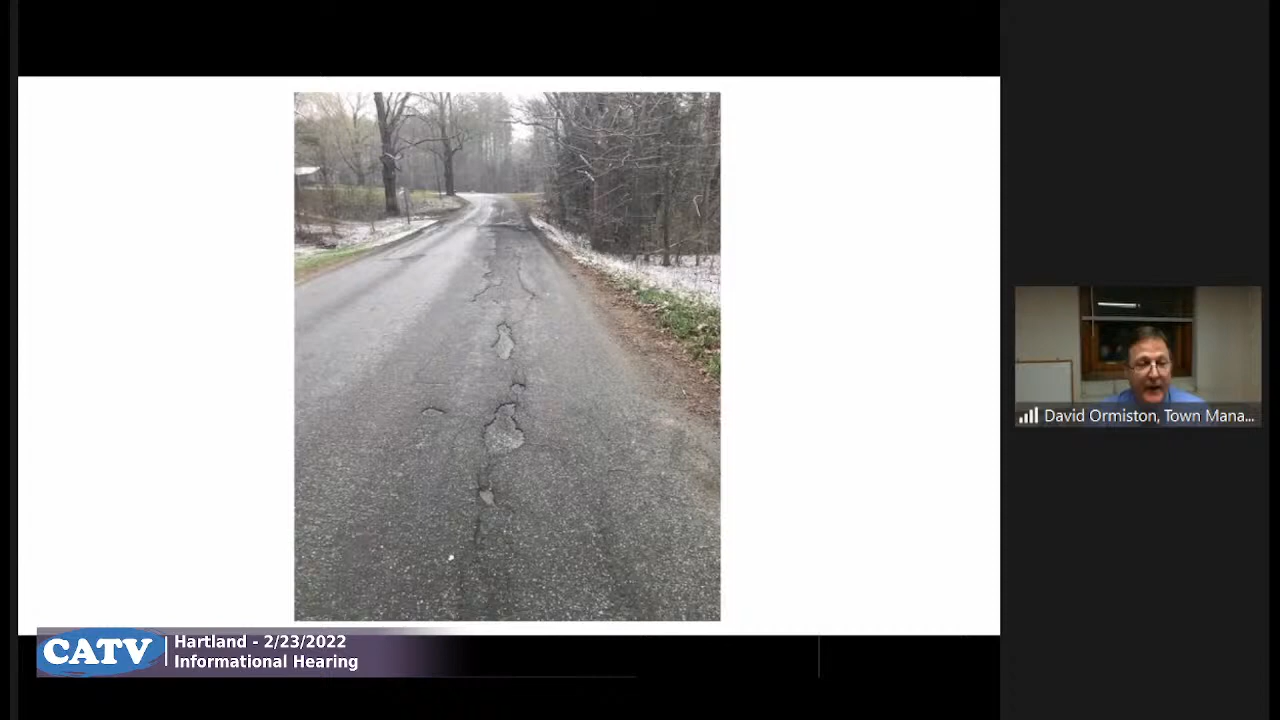 David Ormiston, Town Mana...
CATV
Hartland - 2/23/2022
Informational Hearing